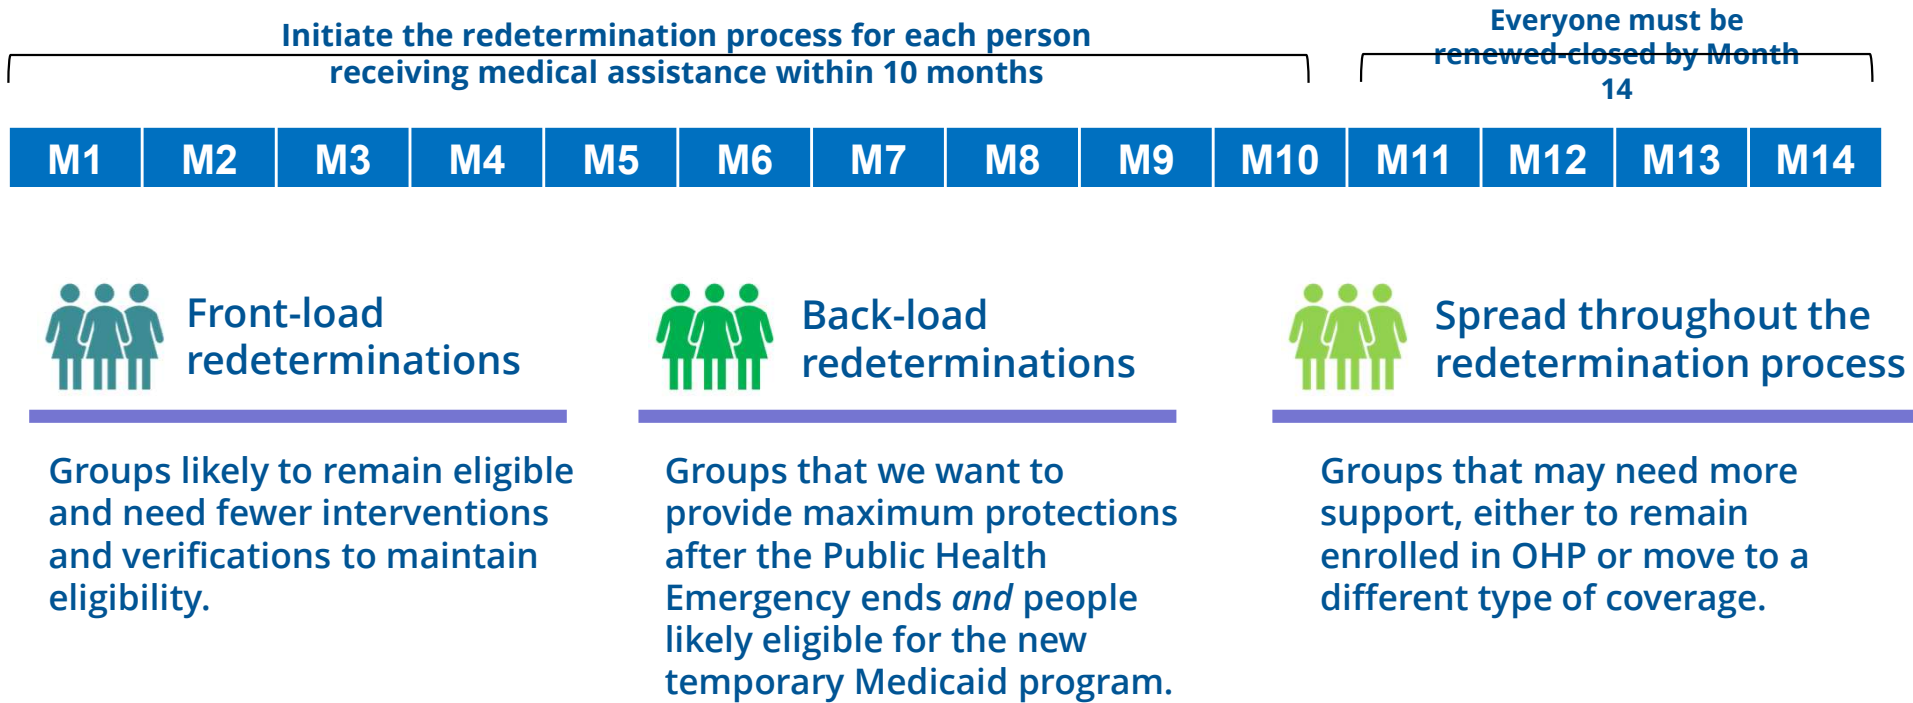 Initiate the redetermination process for each person
receiving medical assistance within 10 months
Everyone must be
renewed-closed by Month
14
M1 M2 M3 M4 M5 M6 M7 M8 M9 M10 M11 M12 M13 M14
Front-load
redeterminations
Groups likely to remain eligible
and need fewer interventions
and verifications to maintain
eligibility.
Back-load
redeterminations
Groups that we want to
provide maximum protections
after the Public Health
Emergency ends and people
likely eligible for the new
temporary Medicaid program.
Spread throughout the
redetermination process
Groups that may need more
support, either to remain
enrolled in OHP or move to a
different type of coverage.